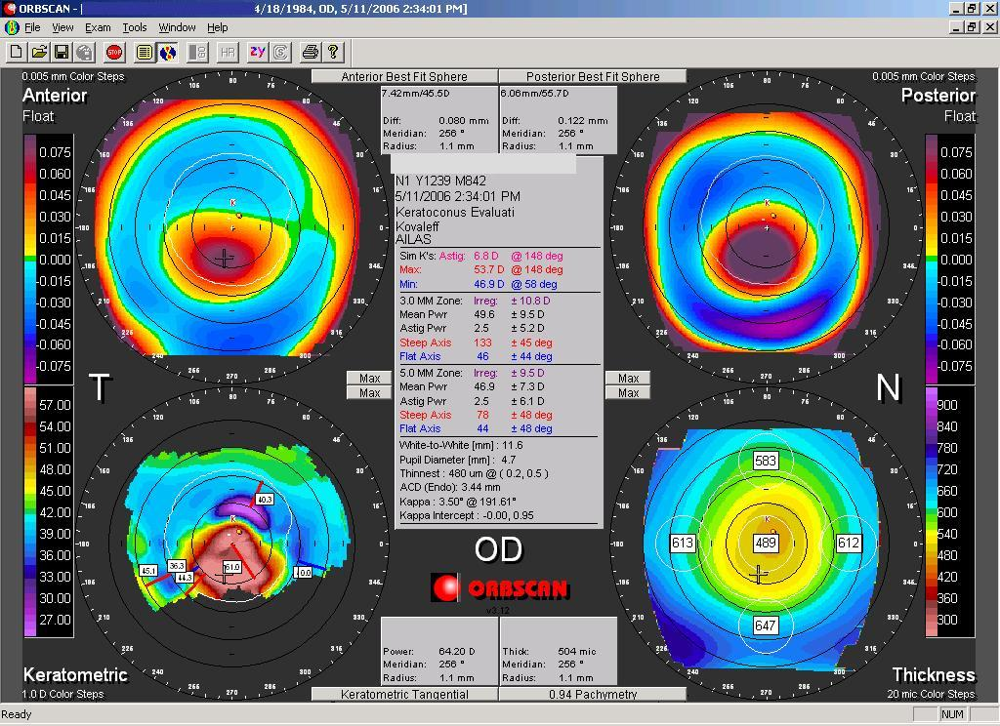 ORBSCAN - [ 4/18/1984, OD, 5/11/2006 2:34:01 PM]
File View Exam Tools Window Help
STOP HR zy ?
0.005 mm Color Steps
Anterior Best Fit Sphere
Posterior Best Fit Sphere
0.005 mm Color Steps
Anterior
Float
7.42mm/45.5D
Diff: 0.080 mm
Meridian: 256 °
Radius: 1.1 mm
6.06mm/55.7D
Diff: 0.122 mm
Meridian: 256 °
Radius: 1.1 mm
Posterior
Float
0.075
0.060
0.045
0.030
0.015
0.000
-0.015
-0.030
-0.045
-0.060
-0.075
N1 Y1239 M842
5/11/2006 2:34:01 PM
Keratoconus Evaluati
Kovaleff
AILAS
Sim K's: Astig: 6.8 D @ 148 deg
Max: 53.7 D @ 148 deg
Min: 46.9 D @ 58 deg
3.0 MM Zone: Irreg: ± 10.8 D
Mean Pwr 49.6 ± 9.5 D
Astig Pwr 2.5 ± 5.2 D
Steep Axis 133 ± 45 deg
Flat Axis 46 ± 44 deg
5.0 MM Zone: Irreg: ± 9.5 D
Mean Pwr 46.9 ± 7.3 D
Astig Pwr 2.5 ± 6.1 D
Steep Axis 78 ± 48 deg
Flat Axis 44 ± 48 deg
White-to-White [mm] : 11.6
Pupil Diameter [mm] : 4.7
Thinnest : 480 um @ ( 0.2, 0.5 )
ACD (Endo): 3.44 mm
Kappa : 3.50° @ 191.61°
Kappa Intercept : -0.00, 0.95
0.075
0.060
0.045
0.030
0.015
0.000
-0.015
-0.030
-0.045
-0.060
-0.075
T
Max
Max
Max
Max
N
57.00
54.00
51.00
48.00
45.00
42.00
39.00
36.00
33.00
30.00
27.00
40.3
45.1
36.3
44.3
61.0
40.0
OD
ORBSCAN
v3.12
583
613
489
612
647
900
840
780
720
660
600
540
480
420
360
300
Power: 64.20 D
Meridian: 256 °
Radius: 1.1 mm
Thick: 504 mic
Meridian: 256 °
Radius: 1.1 mm
Keratometric
1.0 D Color Steps
Keratometric Tangential
0.94 Pachymetry
Thickness
20 mic Color Steps
Ready
NUM